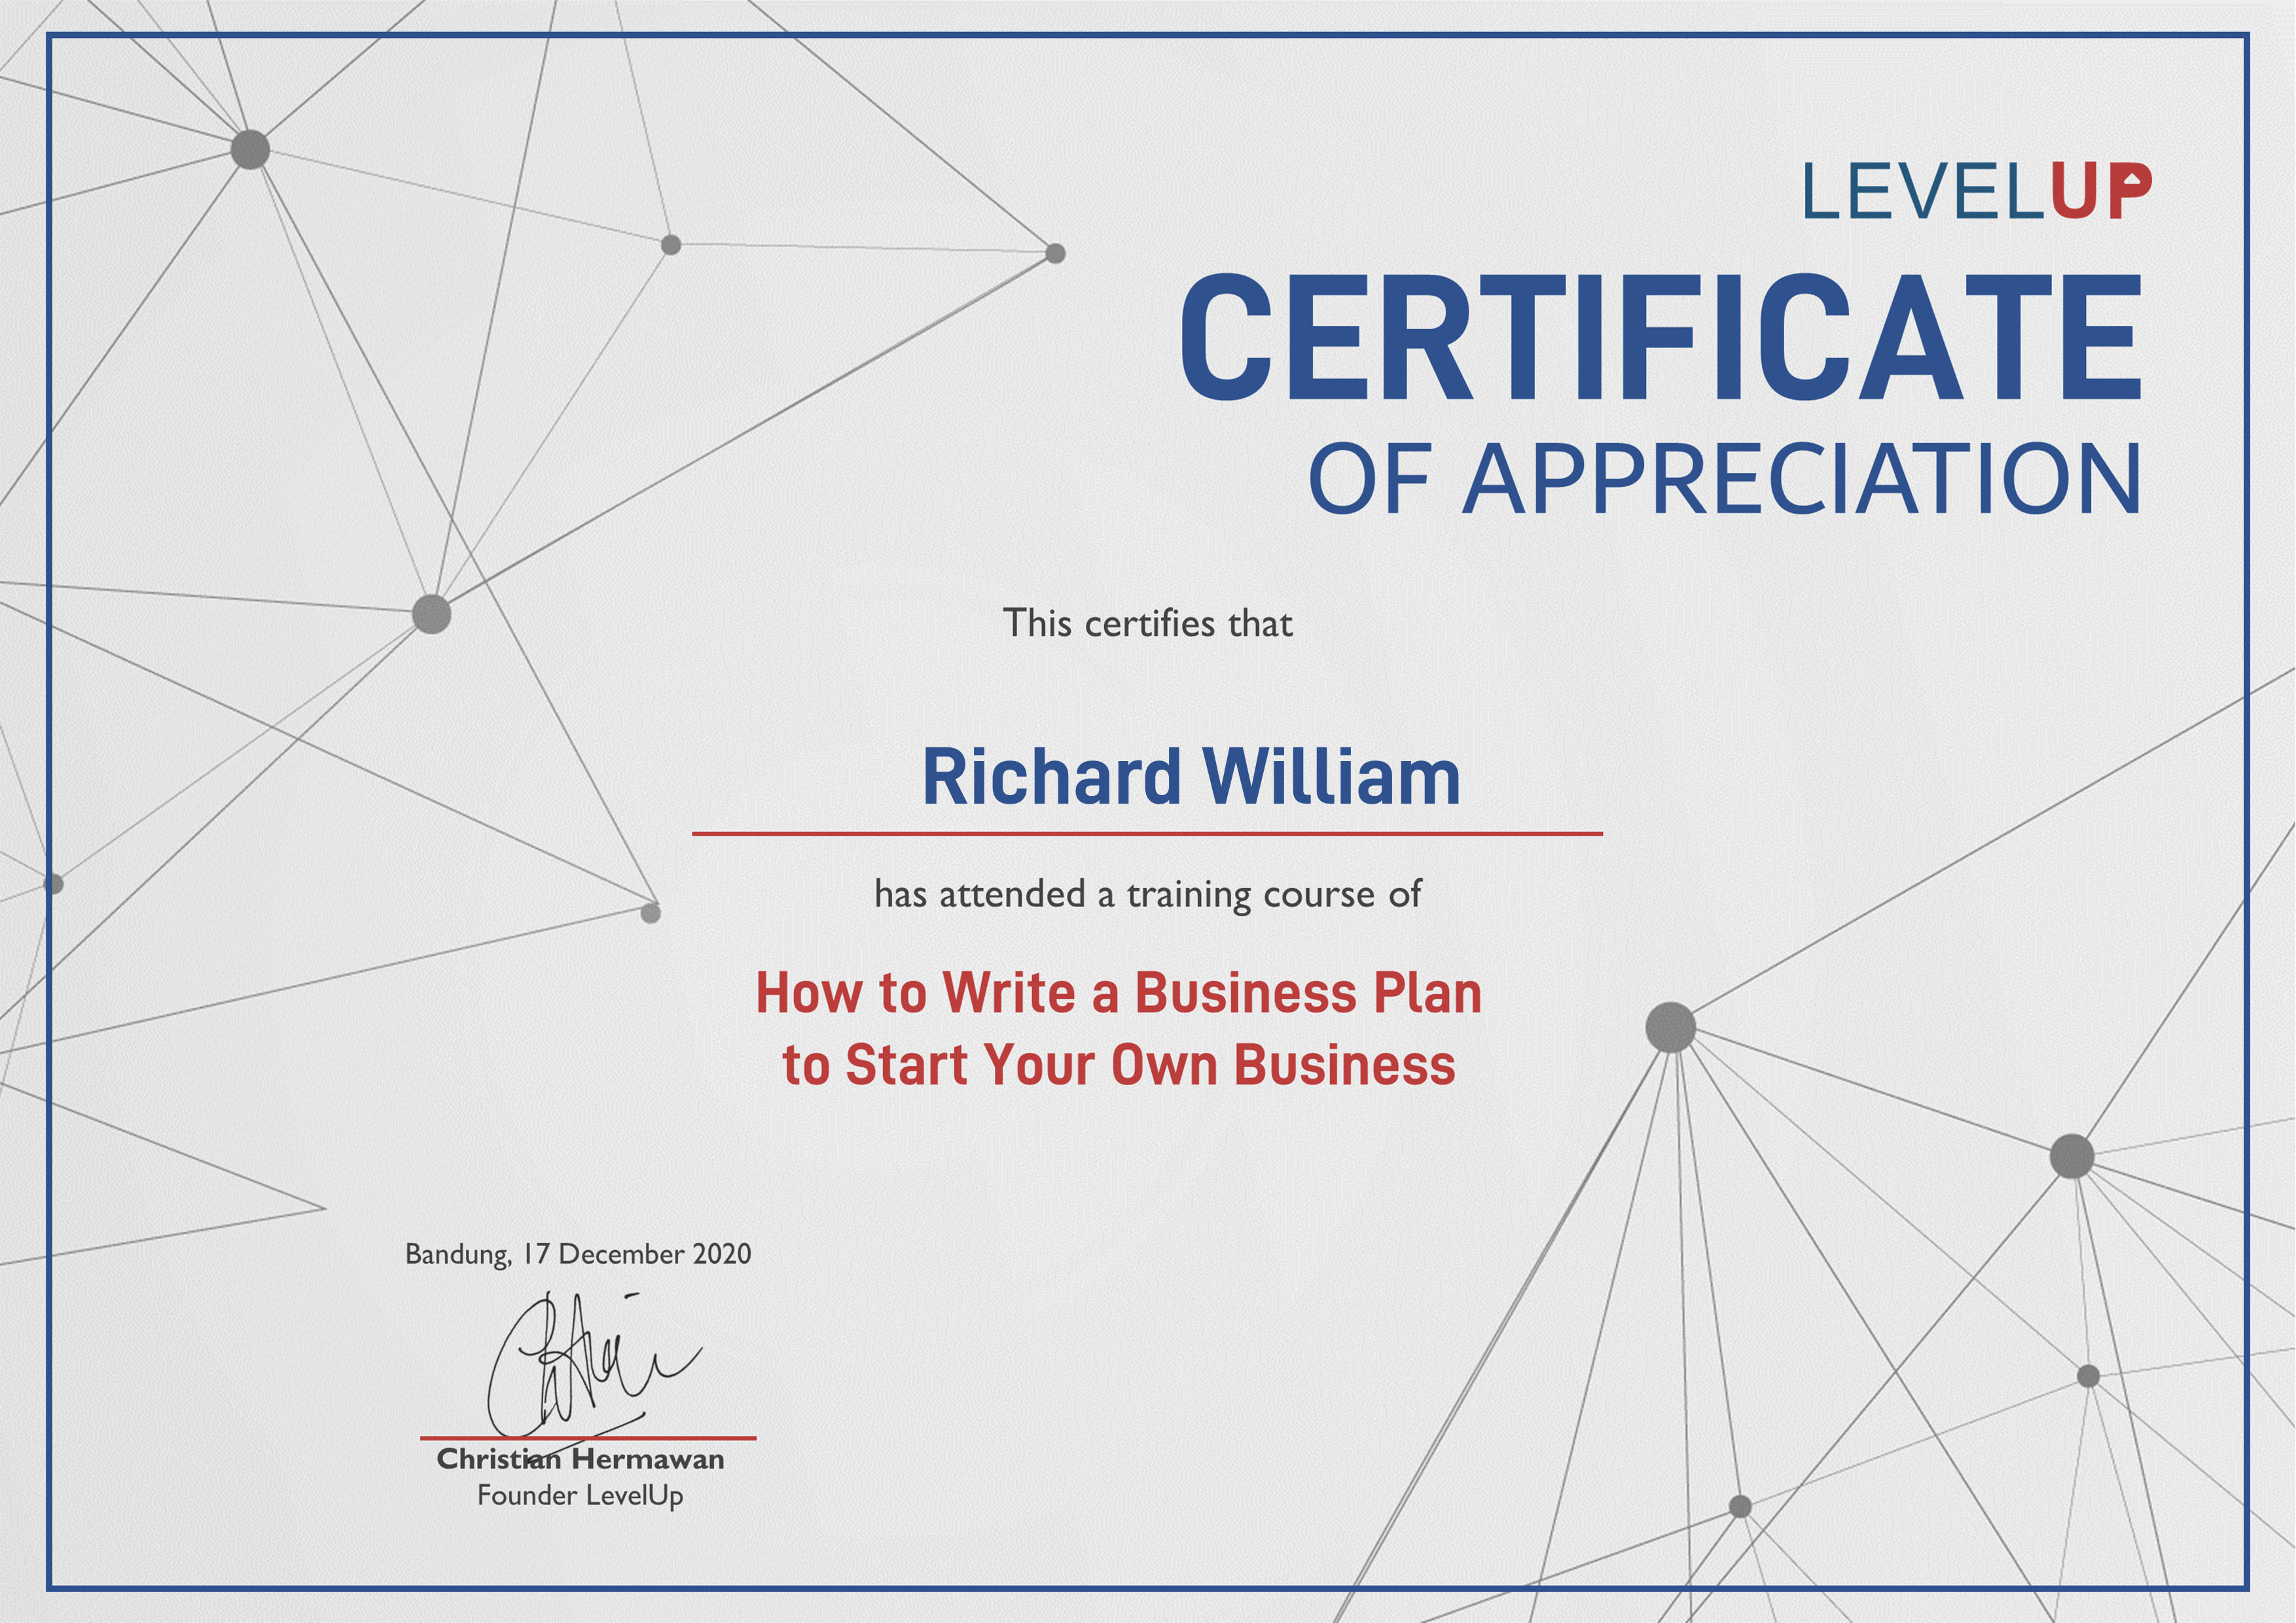 LEVELUP
CERTIFICATE
OF APPRECIATION
This certifies that
Richard William
has attended a training course of
How to Write a Business Plan
to Start Your Own Business
Bandung, 17 December 2020
Christian Hermawan
Founder LevelUp